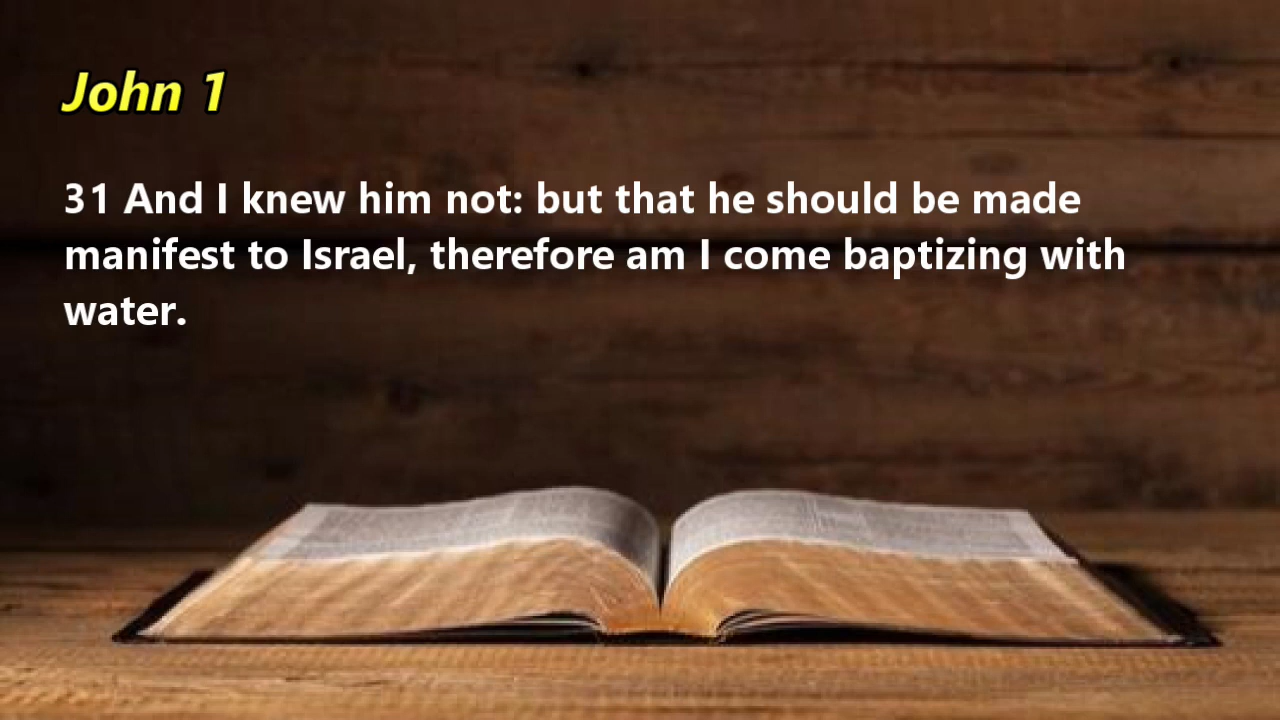 John 1
31 And I knew him not: but that he should be made
manifest to Israel, therefore am I come baptizing with
water.